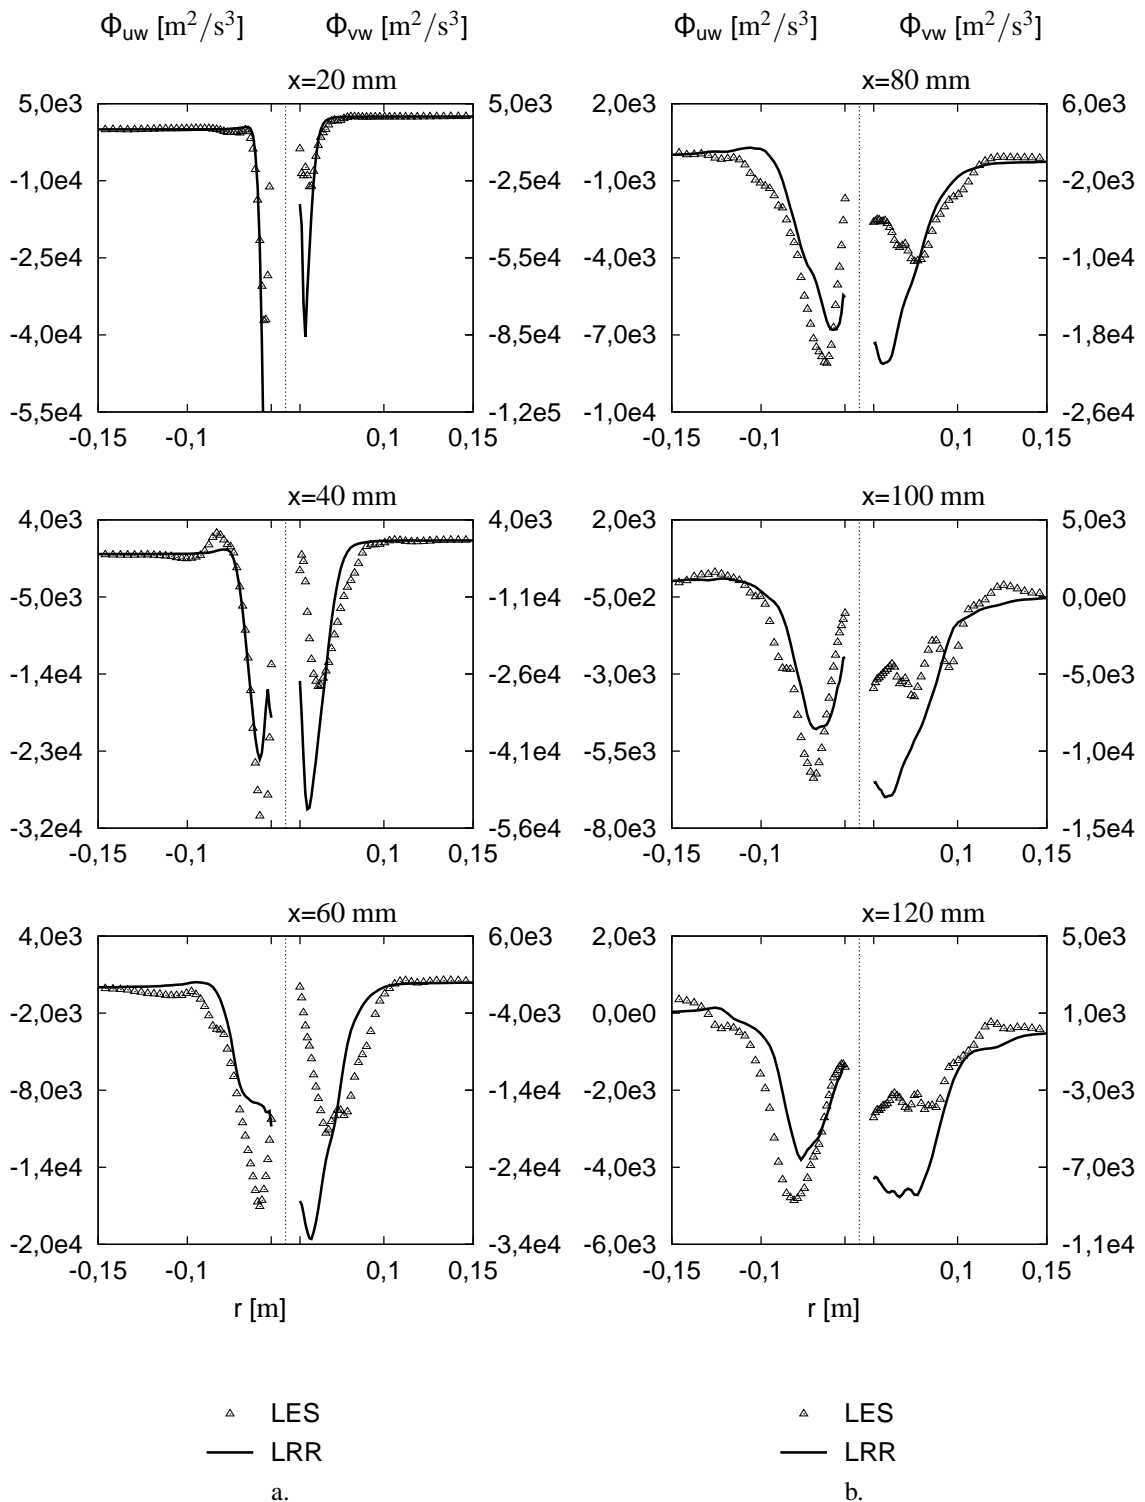 Φuw [m²/s³] Φvw [m²/s³] Φuw [m²/s³] Φvw [m²/s³]
x=20 mm x=80 mm
5,0e3 5,0e3 2,0e3 6,0e3
-1,0e4 -2,5e4 -1,0e3 -2,0e3
-2,5e4 -5,5e4 -4,0e3 -1,0e4
-4,0e4 -8,5e4 -7,0e3 -1,8e4
-5,5e4 -1,2e5 -1,0e4 -2,6e4
-0,15 -0,1 0,1 0,15 -0,15 -0,1 0,1 0,15
x=40 mm x=100 mm
4,0e3 4,0e3 2,0e3 5,0e3
-5,0e3 -1,1e4 -5,0e2 0,0e0
-1,4e4 -2,6e4 -3,0e3 -5,0e3
-2,3e4 -4,1e4 -5,5e3 -1,0e4
-3,2e4 -5,6e4 -8,0e3 -1,5e4
-0,15 -0,1 0,1 0,15 -0,15 -0,1 0,1 0,15
x=60 mm x=120 mm
4,0e3 6,0e3 2,0e3 5,0e3
-2,0e3 -4,0e3 0,0e0 1,0e3
-8,0e3 -1,4e4 -2,0e3 -3,0e3
-1,4e4 -2,4e4 -4,0e3 -7,0e3
-2,0e4 -3,4e4 -6,0e3 -1,1e4
-0,15 -0,1 0,1 0,15 -0,15 -0,1 0,1 0,15
r [m] r [m]
LES LES
LRR LRR
a. b.